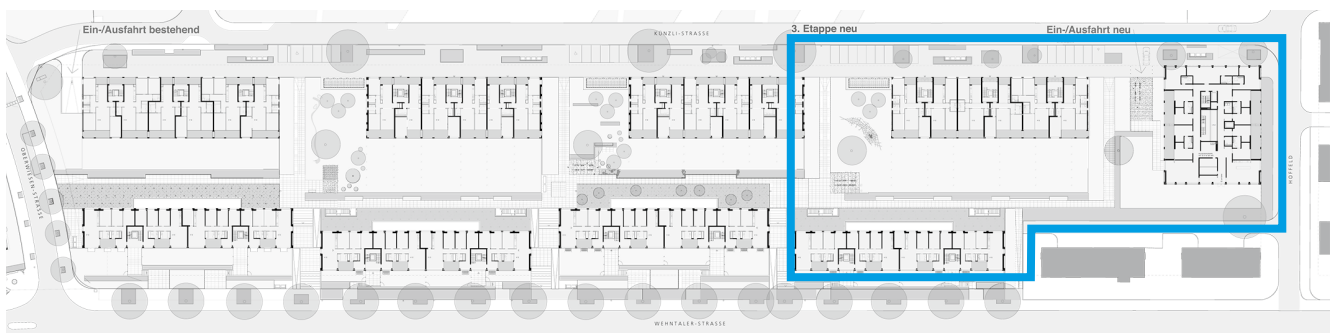 Ein-/Ausfahrt bestehend
KÜNZLI-STRASSE
3. Etappe neu
Ein-/Ausfahrt neu
OBERWIESEN-STRASSE
HOFFELD
WEHNTALER-STRASSE